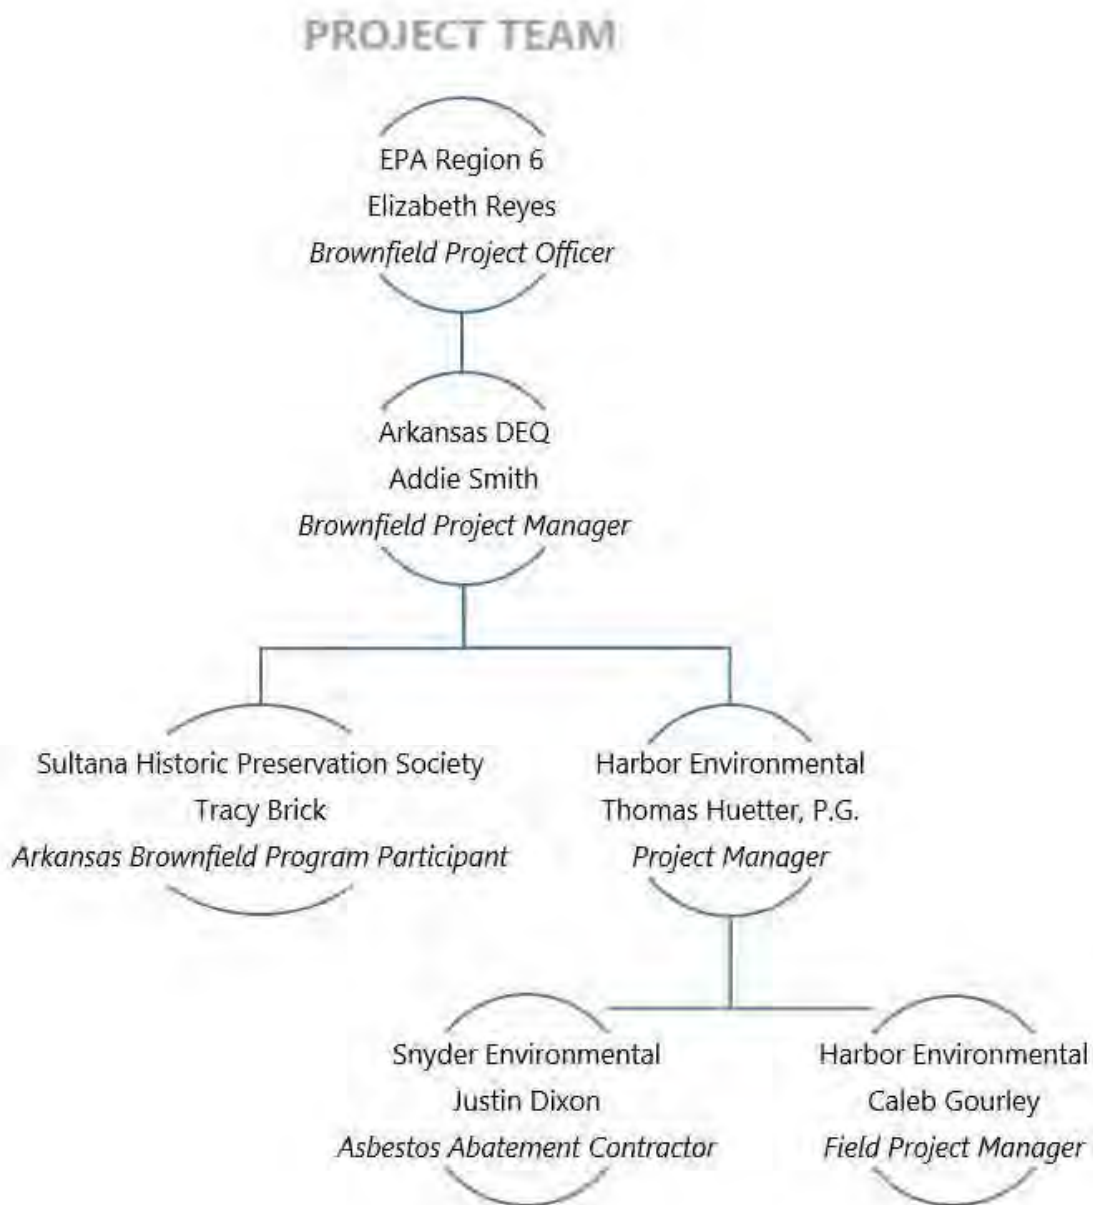 PROJECT TEAM
EPA Region 6
Elizabeth Reyes
Brownfield Project Officer
Arkansas DEQ
Addie Smith
Brownfield Project Manager
Sultana Historic Preservation Society
Tracy Brick
Arkansas Brownfield Program Participant
Harbor Environmental
Thomas Huetter, P.G.
Project Manager
Snyder Environmental
Justin Dixon
Asbestos Abatement Contractor
Harbor Environmental
Caleb Gourley
Field Project Manager